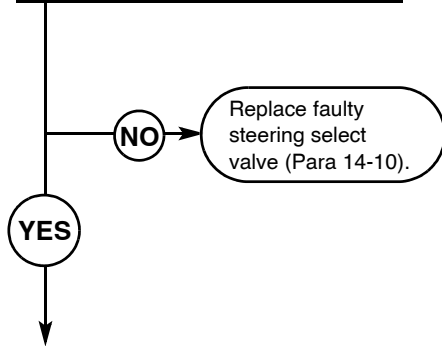 NO
Replace faulty
steering select
valve (Para 14-10).
YES